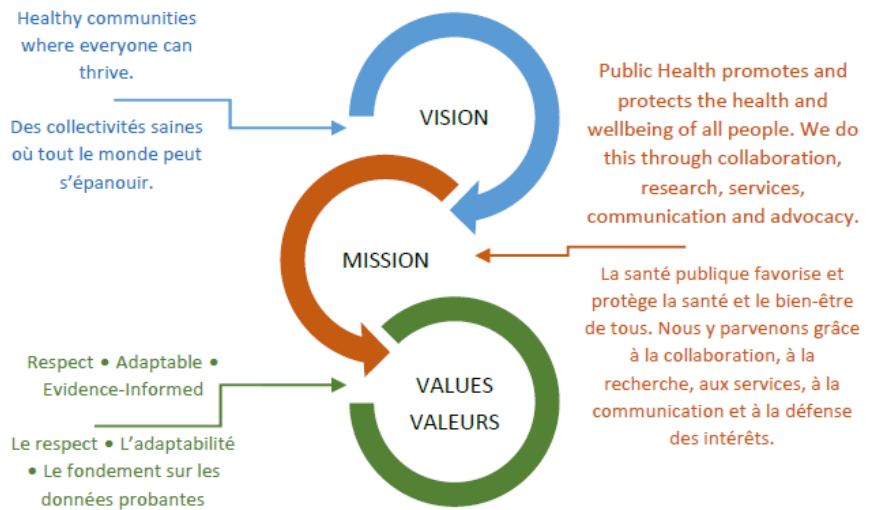 Healthy communities
where everyone can
thrive.
Des collectivités saines
où tout le monde peut
s'épanouir.
VISION
Public Health promotes and
protects the health and
wellbeing of all people. We do
this through collaboration,
research, services,
communication and advocacy.
MISSION
La santé publique favorise et
protège la santé et le bien-être
de tous. Nous y parvenons grâce
à la collaboration, à la
recherche, aux services, à la
communication et à la défense
des intérêts.
Respect • Adaptable •
Evidence-Informed
Le respect • L'adaptabilité
• Le fondement sur les
données probantes
VALUES
VALEURS